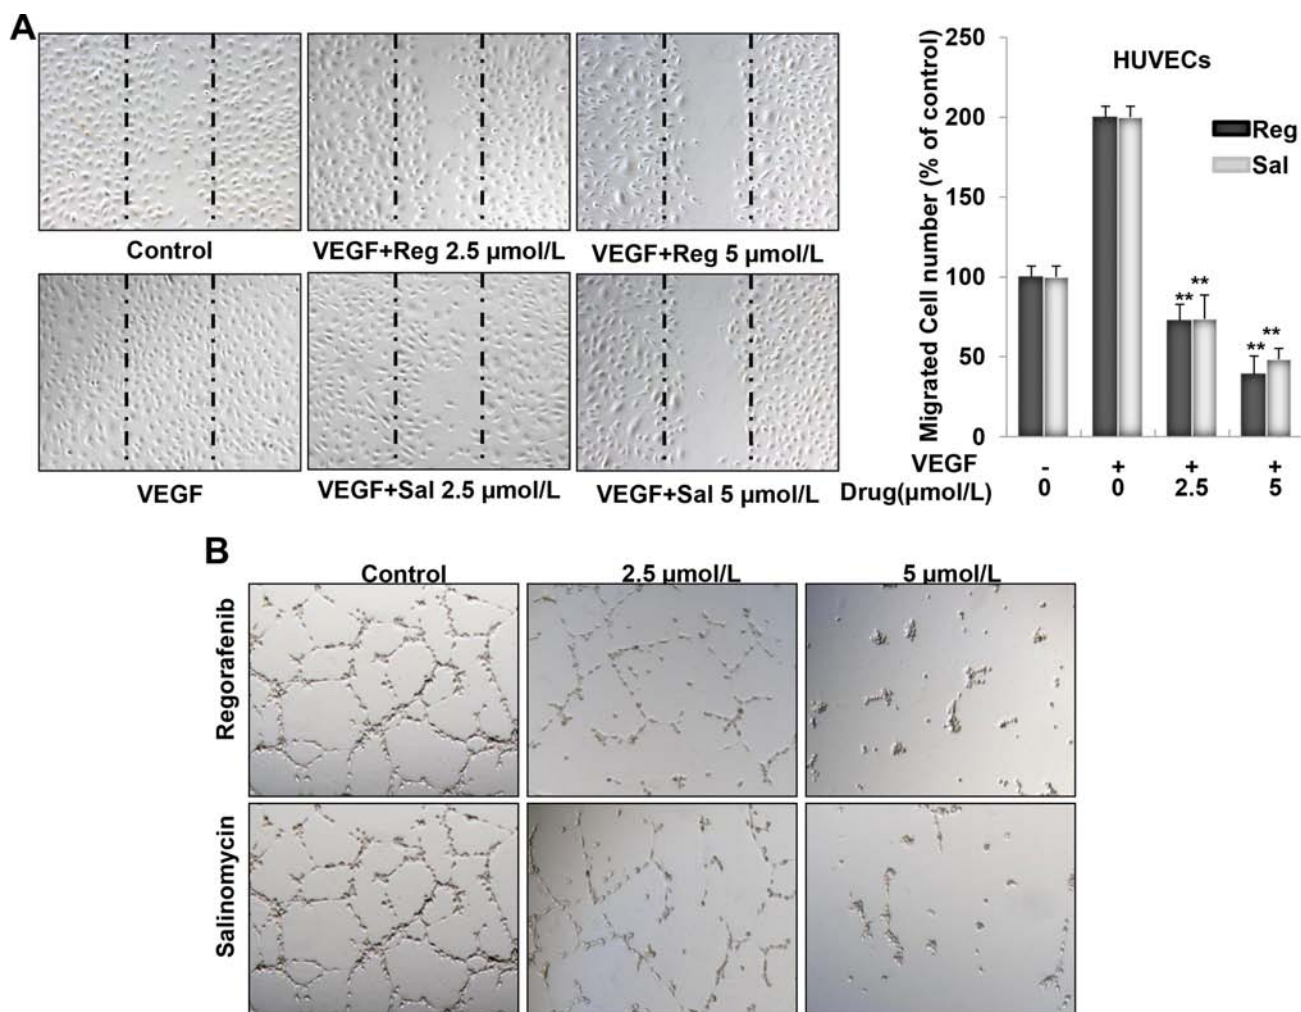 A
Control
VEGF+Reg 2.5 µmol/L
VEGF+Reg 5 µmol/L
VEGF
VEGF+Sal 2.5 µmol/L
VEGF+Sal 5 µmol/L
Migrated Cell number (% of control)
250
200
150
100
50
0
HUVECs
Reg
Sal
** **
** **
VEGF - + + +
Drug(µmol/L) 0 0 2.5 5
B
Control 2.5 µmol/L 5 µmol/L
Regorafenib
Salinomycin